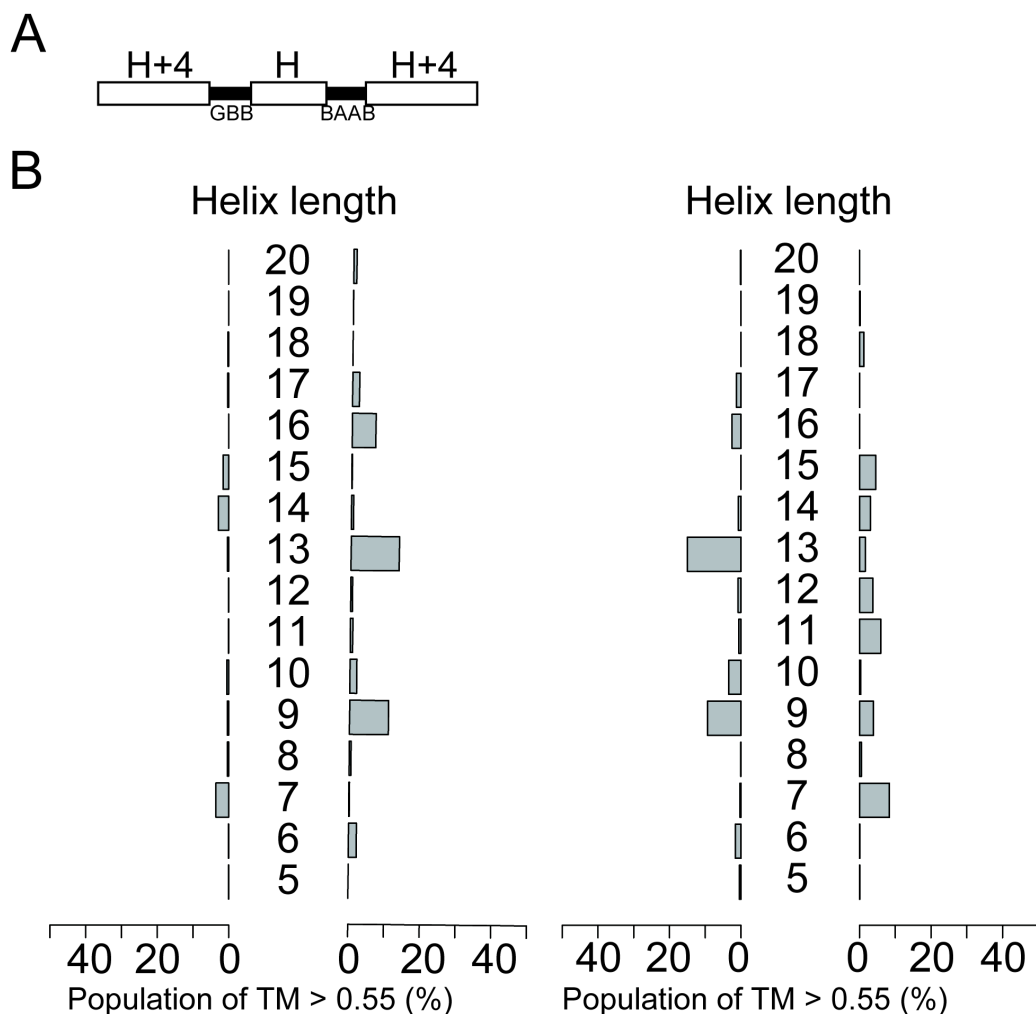 A
H+4 H H+4
GBB BAAB
B
Helix length Helix length
20 20
19 19
18 18
17 17
16 16
15 15
14 14
13 13
12 12
11 11
10 10
9 9
8 8
7 7
6 6
5 5
40 20 0 0 20 40 40 20 0 0 20 40
Population of TM > 0.55 (%) Population of TM > 0.55 (%)